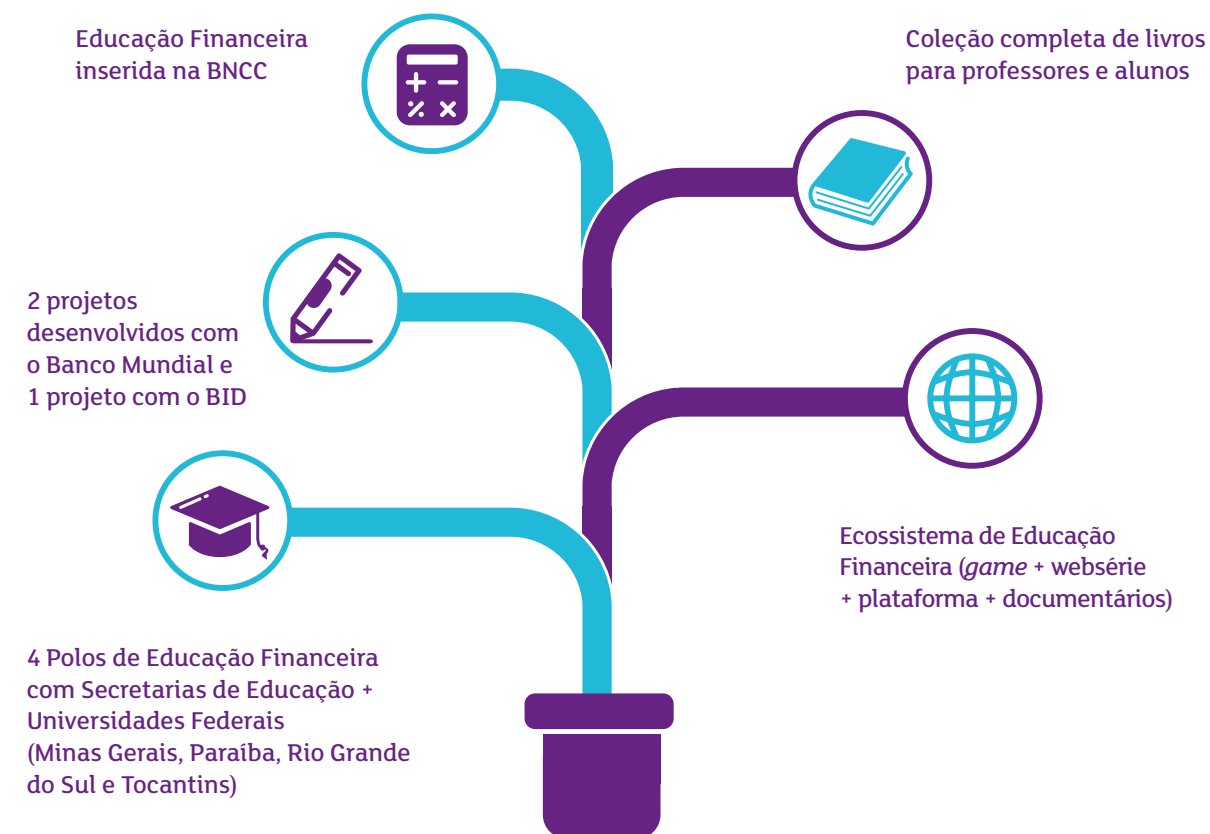 Educação Financeira
inserida na BNCC
Coleção completa de livros
para professores e alunos
2 projetos
desenvolvidos com
o Banco Mundial e
1 projeto com o BID
Ecossistema de Educação
Financeira (game + websérie
+ plataforma + documentários)
4 Polos de Educação Financeira
com Secretarias de Educação +
Universidades Federais
(Minas Gerais, Paraíba, Rio Grande
do Sul e Tocantins)